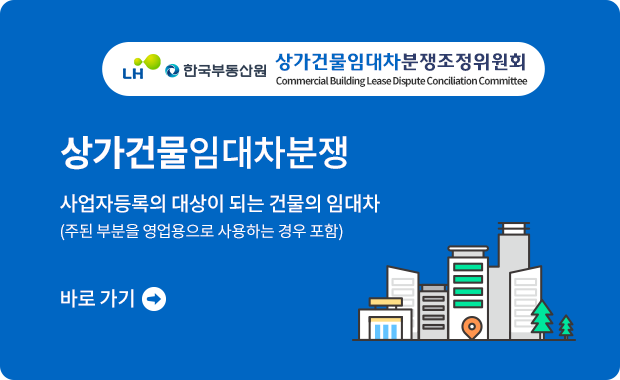 LH 한국부동산원 상가건물임대차분쟁조정위원회
Commercial Building Lease Dispute Conciliation Committee
상가건물임대차분쟁
사업자등록의 대상이 되는 건물의 임대차
(주된 부분을 영업용으로 사용하는 경우 포함)
바로 가기